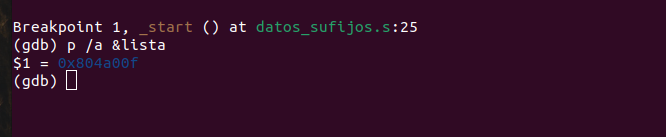 Breakpoint 1, _start () at datos_sufijos.s:25
(gdb) p /a &lista
$1 = 0x804a00f
(gdb)